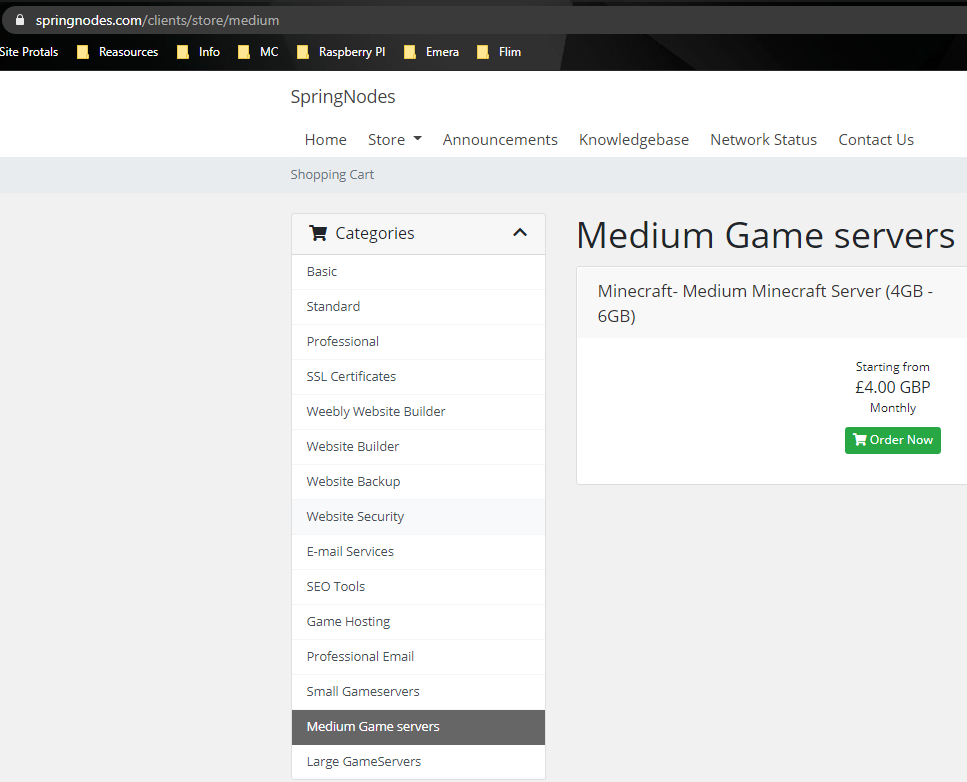 springnodes.com/clients/store/medium
Site Protals Reasources Info MC Raspberry PI Emera Flim
SpringNodes
Home Store Announcements Knowledgebase Network Status Contact Us
Shopping Cart
Categories
Basic
Standard
Professional
SSL Certificates
Weebly Website Builder
Website Builder
Website Backup
Website Security
E-mail Services
SEO Tools
Game Hosting
Professional Email
Small Gameservers
Medium Game servers
Large GameServers
Medium Game servers
Minecraft- Medium Minecraft Server (4GB -
6GB)
Starting from
£4.00 GBP
Monthly
Order Now